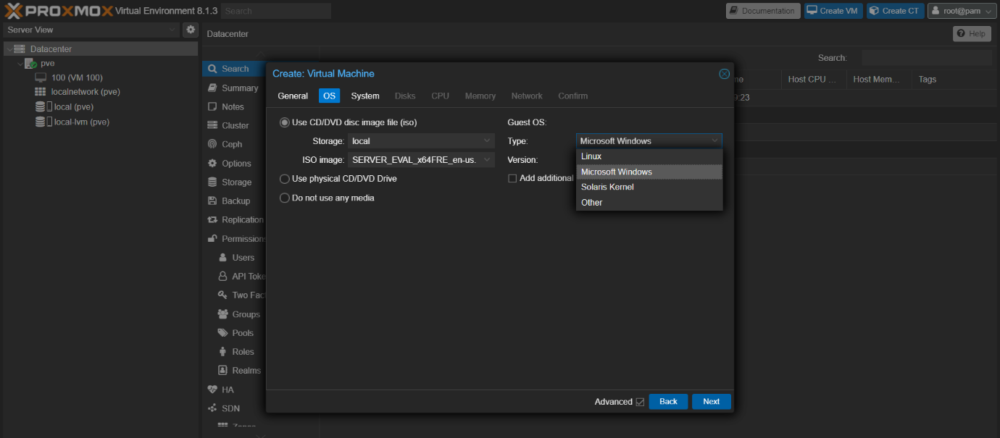 PROXMOX Virtual Environment 8.1.3 Search Documentation Create VM Create CT root@pam
Server View
Datacenter
pve
100 (VM 100)
localnetwork (pve)
local (pve)
local-lvm (pve)
Datacenter Help
Search
Summary
Notes
Cluster
Ceph
Options
Storage
Backup
Replication
Permissions
Users
API Toke
Two Fac
Groups
Pools
Roles
Realms
HA
SDN
Search:
me Host CPU ... Host Mem... Tags
9:23
Create: Virtual Machine
General OS System Disks CPU Memory Network Confirm
Use CD/DVD disc image file (iso)
Storage: local
ISO image: SERVER_EVAL_x64FRE_en-us.
Use physical CD/DVD Drive
Do not use any media
Guest OS:
Type: Microsoft Windows
Version:
Add additional
Linux
Microsoft Windows
Solaris Kernel
Other
Advanced Back Next